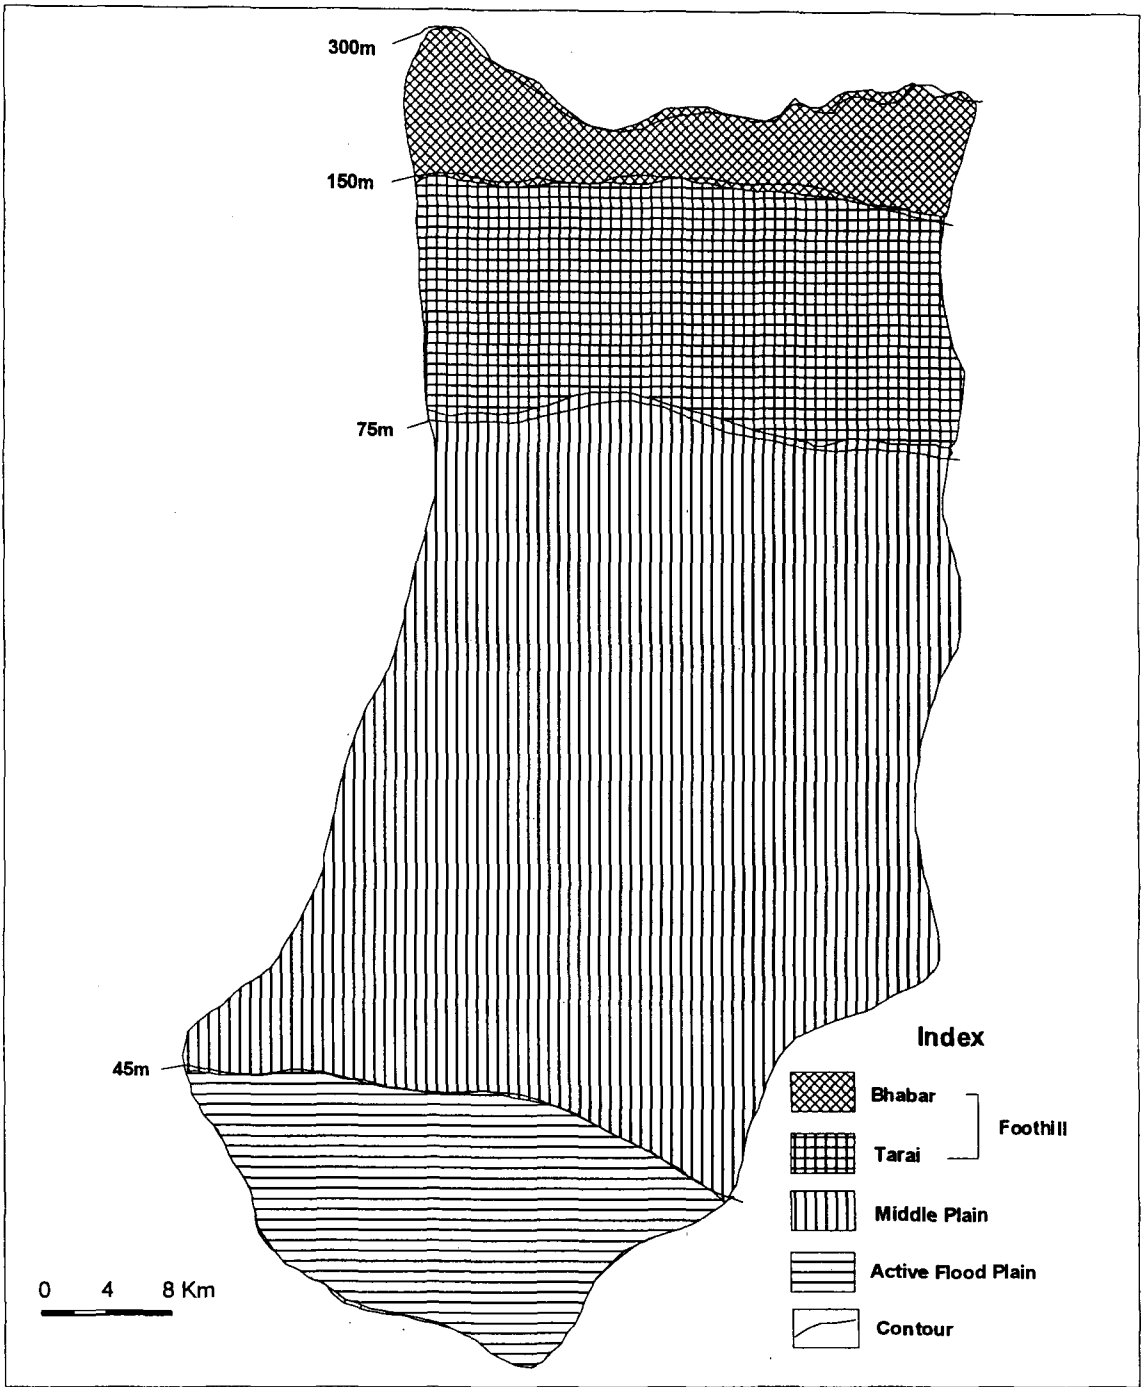 300m
150m
75m
45m
Index
Bhabar
Foothill
Tarai
Middle Plain
Active Flood Plain
Contour
0 4 8 Km